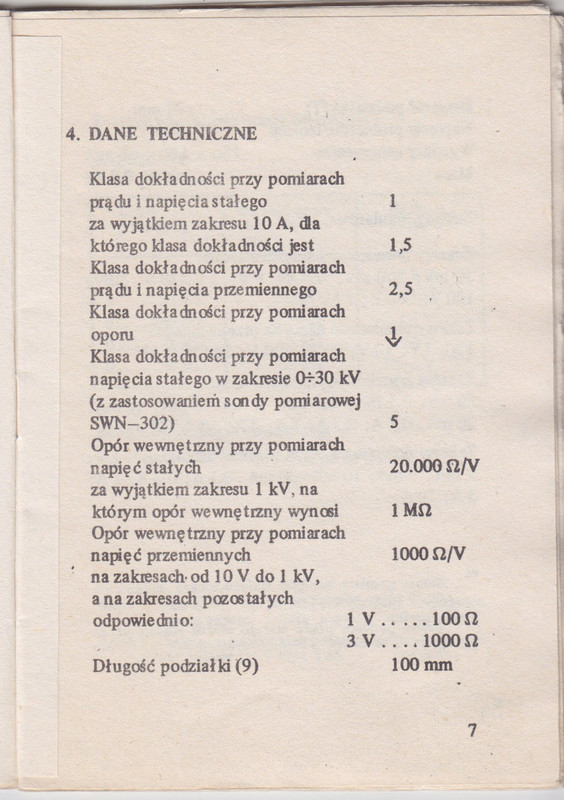 4. DANE TECHNICZNE
Klasa dokładności przy pomiarach
prądu i napięcia stałego 1
za wyjątkiem zakresu 10 A, dla
którego klasa dokładności jest 1,5
Klasa dokładności przy pomiarach
prądu i napięcia przemiennego 2,5
Klasa dokładności przy pomiarach
oporu 1
Klasa dokładności przy pomiarach
napięcia stałego w zakresie 0÷30 kV
(z zastosowaniem sondy pomiarowej
SWN–302) 5
Opór wewnętrzny przy pomiarach
napięć stałych 20.000 Ω/V
za wyjątkiem zakresu 1 kV, na
którym opór wewnętrzny wynosi 1 MΩ
Opór wewnętrzny przy pomiarach
napięć przemiennych 1000 Ω/V
na zakresach od 10 V do 1 kV,
a na zakresach pozostałych
odpowiednio: 1 V ..... 100 Ω
3 V .... 1000 Ω
Długość podziałki (9) 100 mm
7